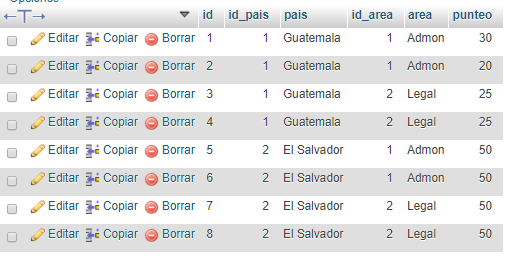 Opciones
←T→ id id_pais pais id_area area punteo
Editar Copiar Borrar 1 1 Guatemala 1 Admon 30
Editar Copiar Borrar 2 1 Guatemala 1 Admon 20
Editar Copiar Borrar 3 1 Guatemala 2 Legal 25
Editar Copiar Borrar 4 1 Guatemala 2 Legal 25
Editar Copiar Borrar 5 2 El Salvador 1 Admon 50
Editar Copiar Borrar 6 2 El Salvador 1 Admon 50
Editar Copiar Borrar 7 2 El Salvador 2 Legal 50
Editar Copiar Borrar 8 2 El Salvador 2 Legal 50